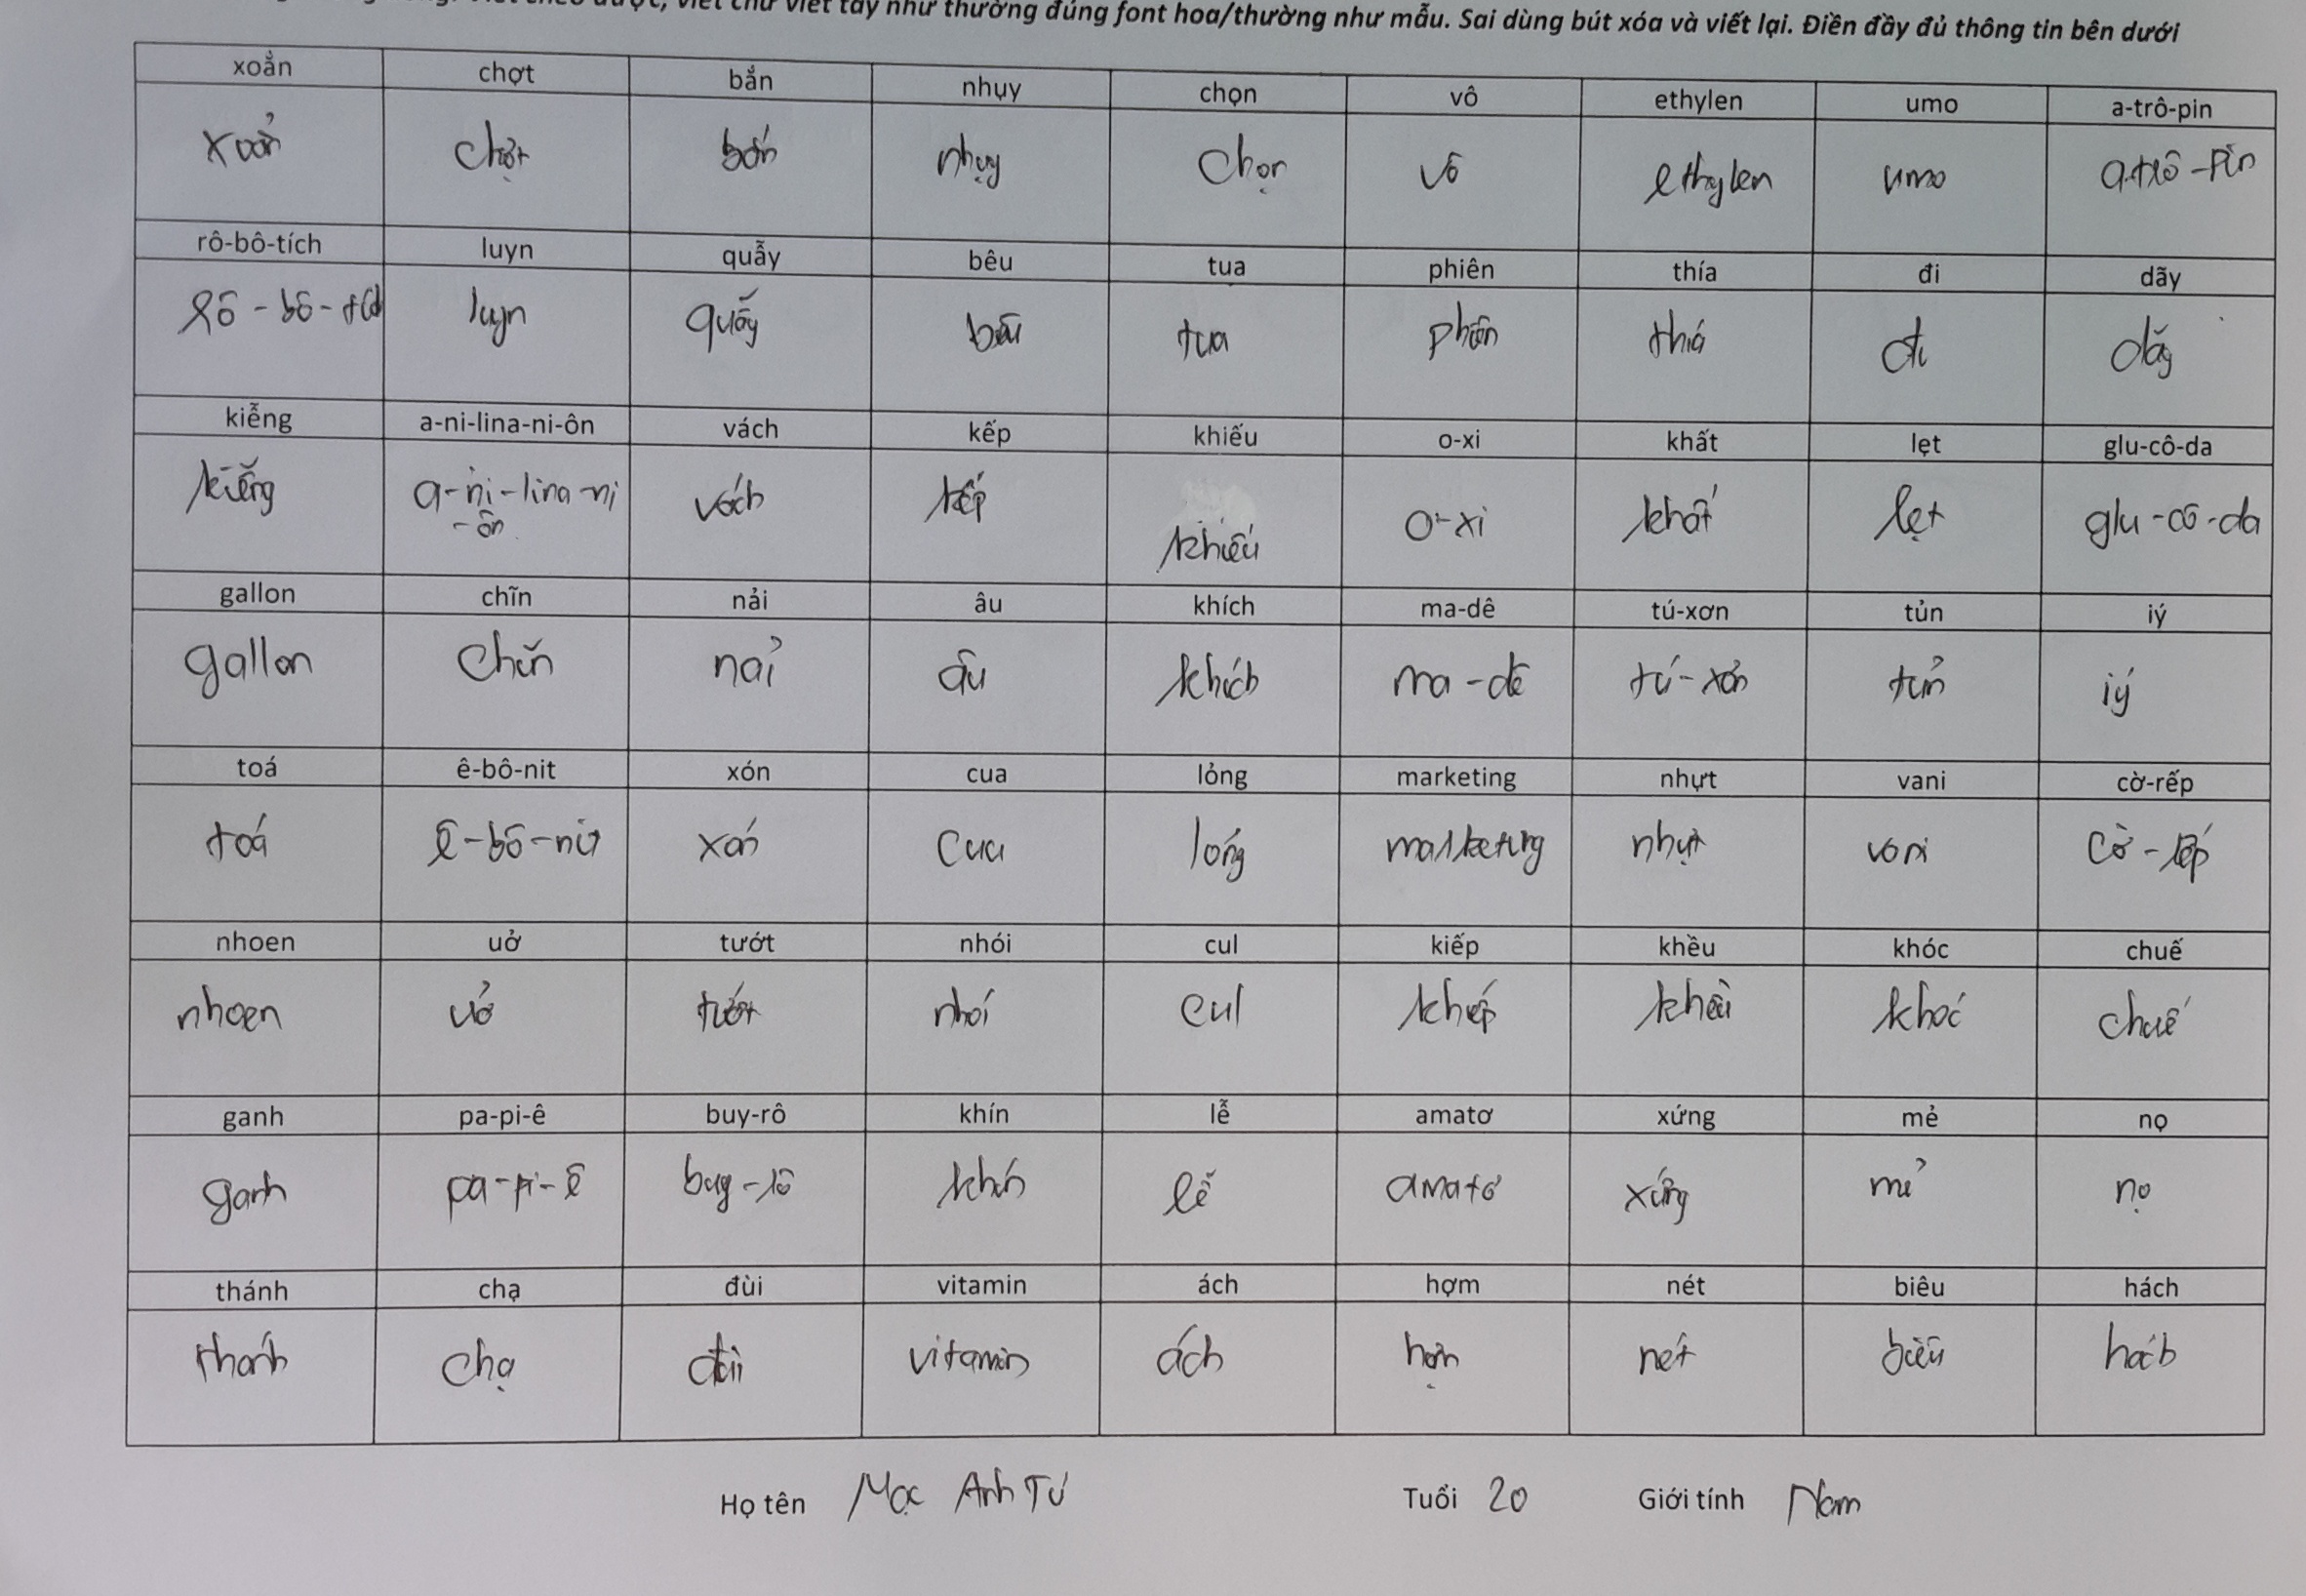 viết chữ viết tay như thường đúng font hoa/thường như mẫu. Sai dùng bút xóa và viết lại. Điền đầy đủ thông tin bên dưới
xoẳn chợt bắn nhụy chọn vô ethylen umo a-trô-pin
xoẳn chợt bắn nhụy chọn vô ethylen umo a-trô-pin
rô-bô-tích luyn quẫy bêu tua phiên thía đi dãy
rô-bô-tích luyn quẫy bêu tua phiên thía đi dãy
kiễng a-ni-lina-ni-ôn vách kếp khiếu o-xi khất lẹt glu-cô-da
kiễng a-ni-lina-ni vách kếp khiếu o-xi khất lẹt glu-cô-da
-ôn
gallon chĩn nải âu khích ma-dê tú-xơn tủn iý
gallon chĩn nải âu khích ma-dê tú-xơn tủn iý
toá ê-bô-nit xón cua lỏng marketing nhựt vani cờ-rếp
toá ê-bô-nit xón cua lóng marketing nhựt vani cờ-rếp
nhoen uở tướt nhói cul kiếp khều khóc chuế
nhoen uở tướt nhói cul khiếp khều khóc chuế
ganh pa-pi-ê buy-rô khín lễ amatơ xứng mẻ nọ
ganh pa-pi-ê buy-rô khín lễ amatơ xứng mẻ nọ
thánh chạ đùi vitamin ách hợm nét biêu hách
thánh chạ đùi vitamin ách hợm nét biêu hách
Họ tên Mạc Anh Tú Tuổi 20 Giới tính Nam